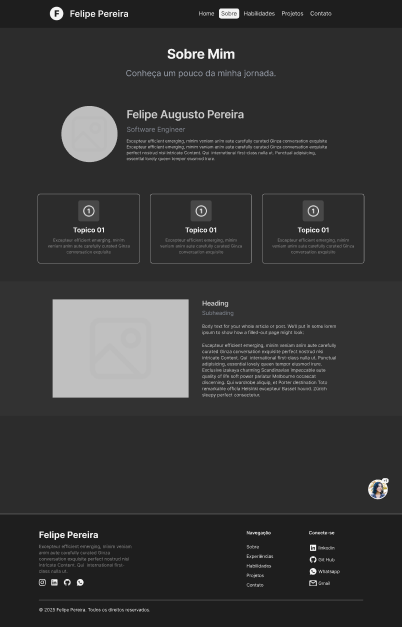 F Felipe Pereira
Home Sobre Habilidades Projetos Contato
Sobre Mim
Conheça um pouco da minha jornada.
Felipe Augusto Pereira
Software Engineer
Excepteur efficient emerging, minim veniam anim aute carefully curated Ginza conversation exquisite
Excepteur efficient emerging, minim veniam anim aute carefully curated Ginza conversation exquisite
perfect nostrud nisi intricate Content. Qui international first nulla ut. Punctual adipisicing,
essential lovely queen tempor eiusmod irure.
1
Topico 01
Excepteur efficient emerging, minim
veniam anim aute carefully curated Ginza
conversation exquisite
1
Topico 01
Excepteur efficient emerging, minim
veniam anim aute carefully curated Ginza
conversation exquisite
1
Topico 01
Excepteur efficient emerging, minim
veniam anim aute carefully curated Ginza
conversation exquisite
Heading
Subheading
Body text for your whole article or post. We'll put in some lorem
ipsum to show how a filled-out page might look:
Excepteur efficient emerging, minim veniam anim aute carefully
curated Ginza conversation exquisite perfect nostrud nisi
intricate Content. Qui international first class nulla ut. Punctual
adipisicing, essential lovely queen tempor eiusmod irure.
Exclusive izakaya charming Scandinavian impeccable aute
quality of life soft power pariatur Melbourne occaecat
discerning. Qui wardrobe aliquip, et Porter destination Toto
remarkable officia Helsinki excepteur Basset hound. Zürich
sleepy perfect consectetur.
Felipe Pereira
Excepteur efficient emerging, minim veniam
anim aute carefully curated Ginza
conversation exquisite perfect nostrud nisi
intricate Content. Qui international first
class nulla ut.
Navegação
Sobre
Experiências
Habilidades
Projetos
Contato
Conecte-se
linkedin
Git Hub
Whatsapp
Gmail
© 2025 Felipe Pereira. Todos os direitos reservados.